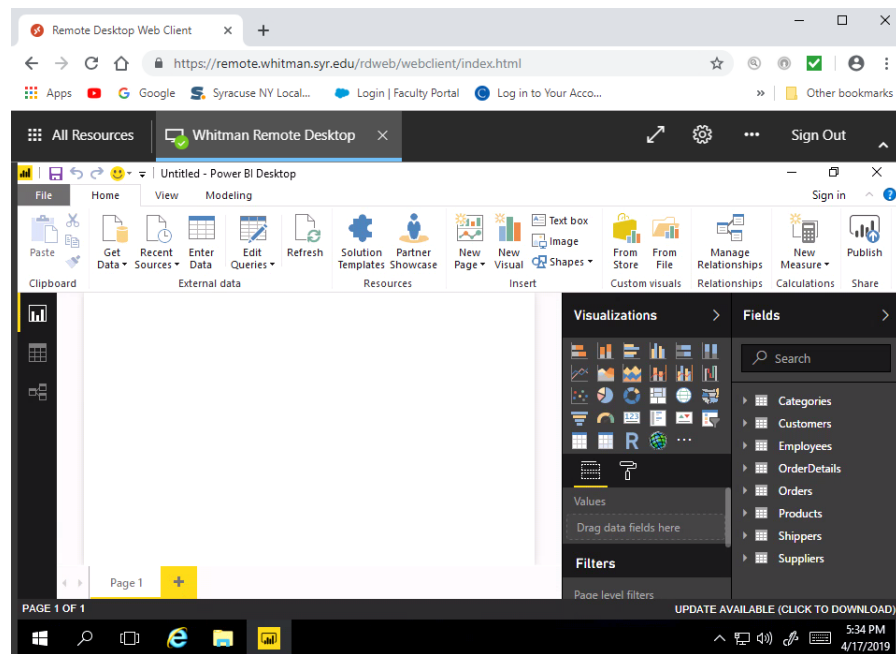 Remote Desktop Web Client
https://remote.whitman.syr.edu/rdweb/webclient/index.html
Apps Google Syracuse NY Local... Login | Faculty Portal Log in to Your Acco... » Other bookmarks
All Resources Whitman Remote Desktop Sign Out
Untitled - Power BI Desktop
File Home View Modeling Sign in
Paste Get Data Recent Sources Enter Data Edit Queries Refresh Solution Templates Partner Showcase New Page New Visual Text box Image Shapes From Store From File Manage Relationships New Measure Publish
Clipboard External data Resources Insert Custom visuals Relationships Calculations Share
Visualizations Fields
Search
Categories
Customers
Employees
OrderDetails
Orders
Products
Shippers
Suppliers
R
Values
Drag data fields here
Filters
Page level filters
Page 1
PAGE 1 OF 1 UPDATE AVAILABLE (CLICK TO DOWNLOAD)
5:34 PM
4/17/2019